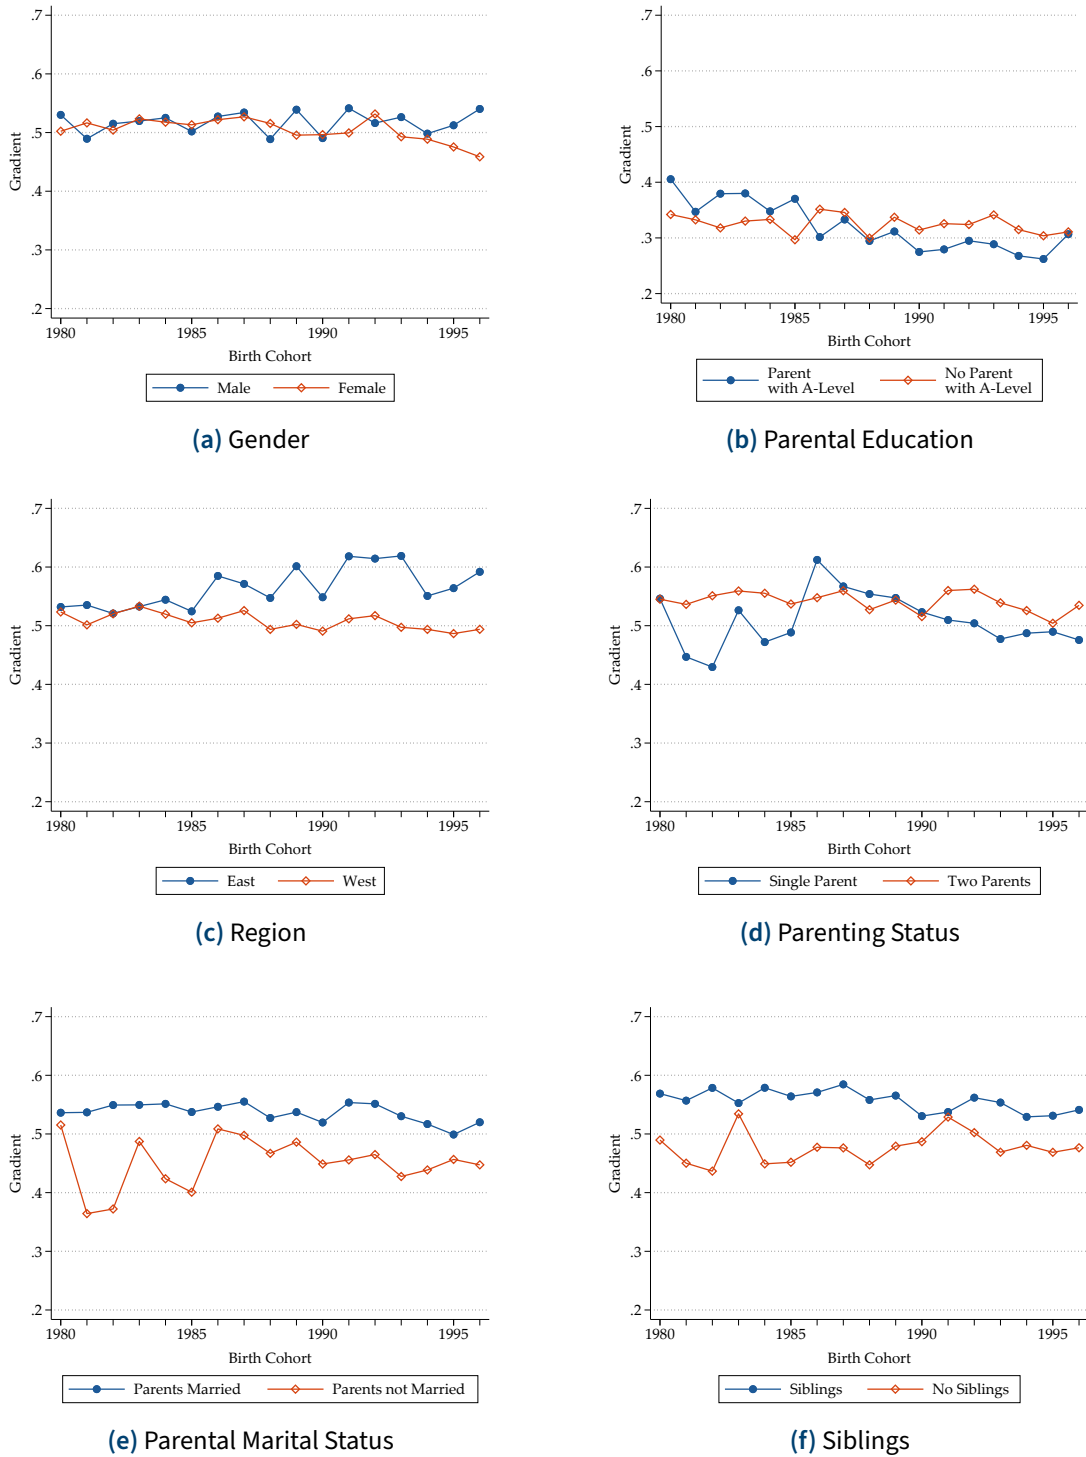 .7
.6
.5
.4
.3
.2
Gradient
1980 1985 1990 1995
Birth Cohort
Male Female
(a) Gender
.7
.6
.5
.4
.3
.2
Gradient
1980 1985 1990 1995
Birth Cohort
Parent with A-Level
No Parent with A-Level
(b) Parental Education
.7
.6
.5
.4
.3
.2
Gradient
1980 1985 1990 1995
Birth Cohort
East West
(c) Region
.7
.6
.5
.4
.3
.2
Gradient
1980 1985 1990 1995
Birth Cohort
Single Parent Two Parents
(d) Parenting Status
.7
.6
.5
.4
.3
.2
Gradient
1980 1985 1990 1995
Birth Cohort
Parents Married Parents not Married
(e) Parental Marital Status
.7
.6
.5
.4
.3
.2
Gradient
1980 1985 1990 1995
Birth Cohort
Siblings No Siblings
(f) Siblings